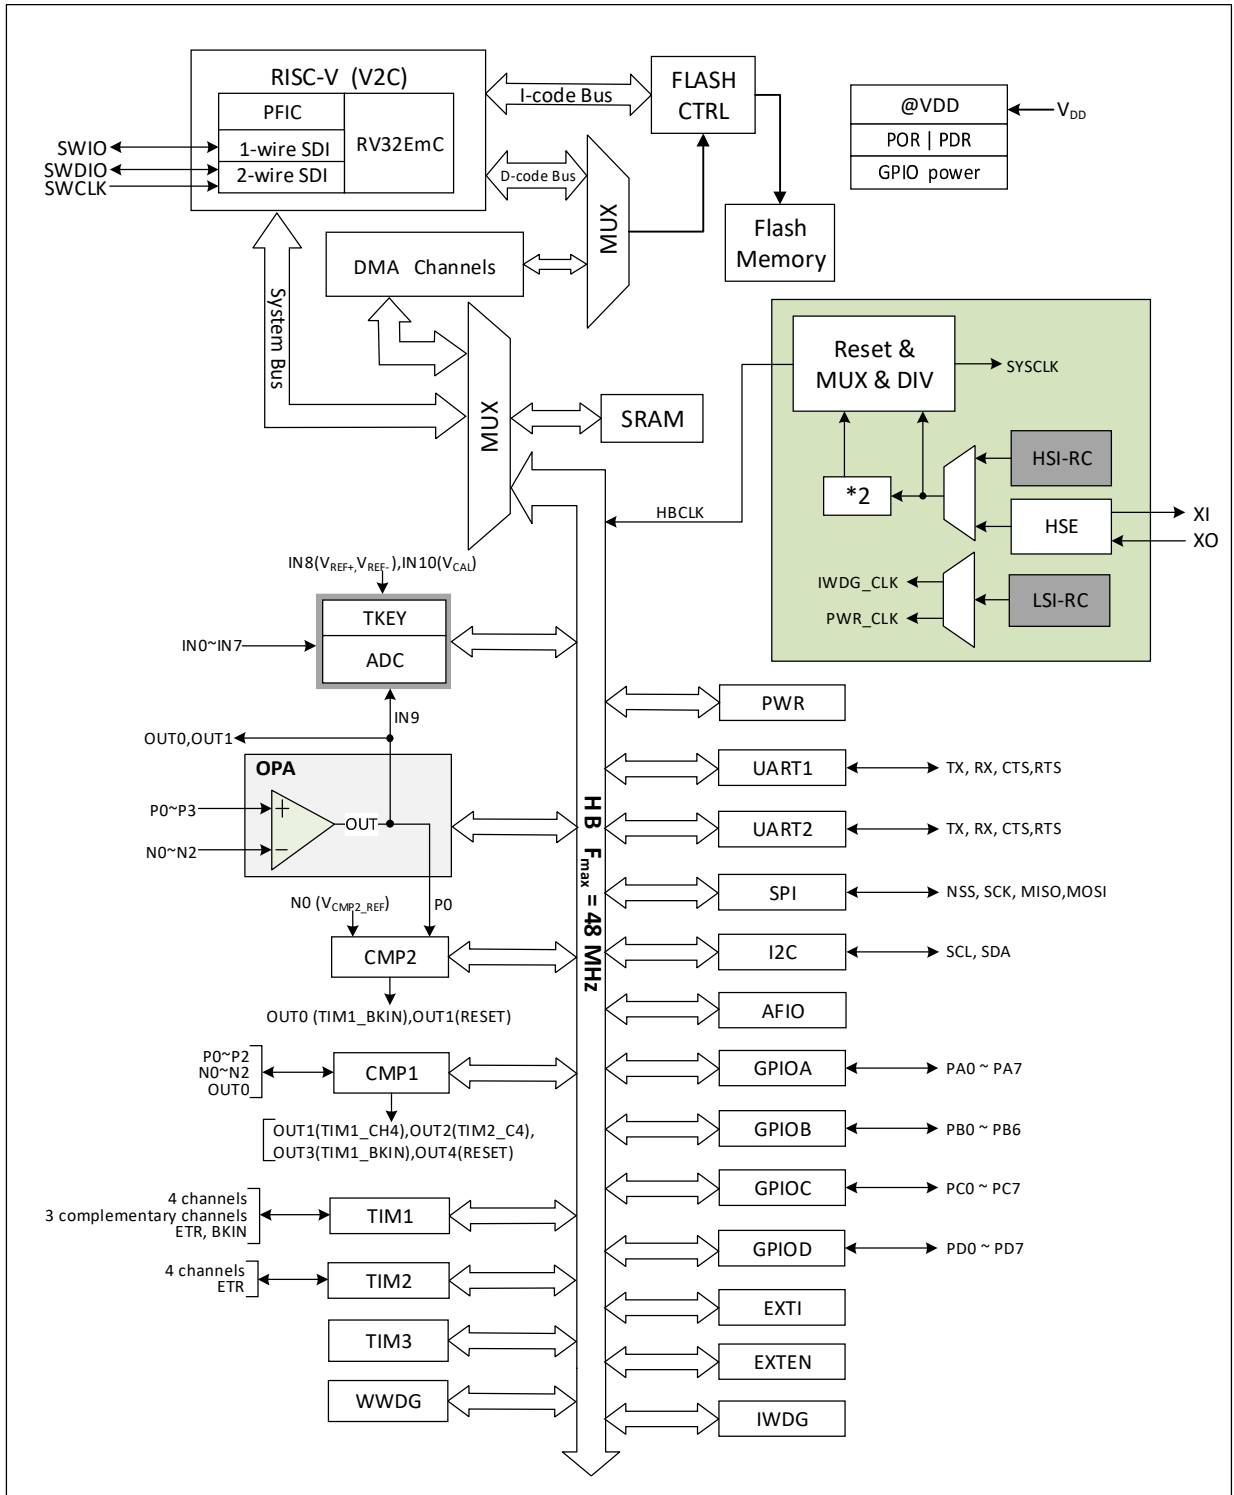 RISC-V (V2C)
PFIC
1-wire SDI
2-wire SDI
RV32EmC
SWIO
SWDIO
SWCLK
I-code Bus
D-code Bus
FLASH
CTRL
MUX
Flash
Memory
@VDD
POR | PDR
GPIO power
VDD
DMA Channels
System Bus
MUX
SRAM
Reset &
MUX & DIV
SYSCLK
HSI-RC
*2
HSE
XI
XO
HBCLK
IWDG_CLK
PWR_CLK
LSI-RC
IN8(VREF+,VREF-),IN10(VCAL)
TKEY
ADC
IN0~IN7
IN9
OUT0,OUT1
OPA
P0~P3
N0~N2
+
−
OUT
N0 (VCMP2_REF)
P0
CMP2
OUT0 (TIM1_BKIN),OUT1(RESET)
P0~P2
N0~N2
OUT0
CMP1
OUT1(TIM1_CH4),OUT2(TIM2_C4),
OUT3(TIM1_BKIN),OUT4(RESET)
4 channels
3 complementary channels
ETR, BKIN
TIM1
4 channels
ETR
TIM2
TIM3
WWDG
HB Fmax = 48 MHz
PWR
UART1
TX, RX, CTS,RTS
UART2
TX, RX, CTS,RTS
SPI
NSS, SCK, MISO,MOSI
I2C
SCL, SDA
AFIO
GPIOA
PA0 ~ PA7
GPIOB
PB0 ~ PB6
GPIOC
PC0 ~ PC7
GPIOD
PD0 ~ PD7
EXTI
EXTEN
IWDG